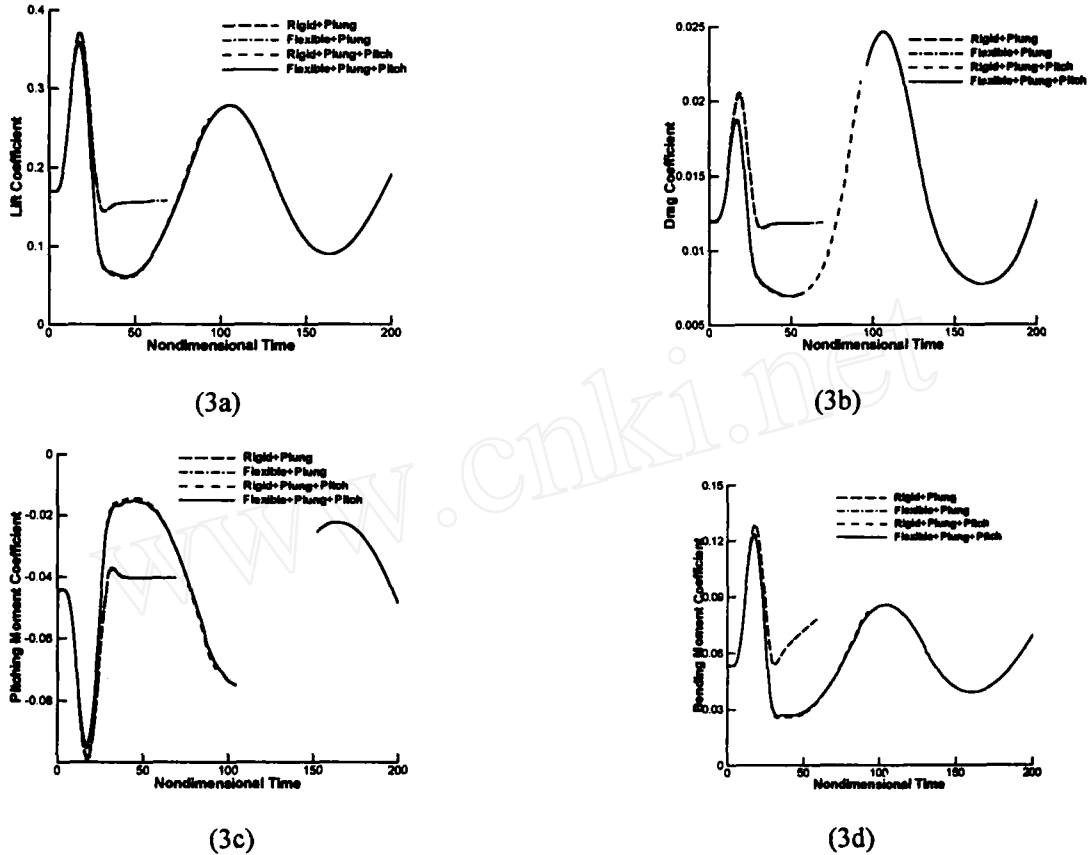 0.4
0.3
0.2
0.1
0
Lift Coefficient
Rigid+Plung
Flexible+Plung
Rigid+Plung+Pitch
Flexible+Plung+Pitch
0 50 100 150 200
Nondimensional Time
(3a)
0.025
0.02
0.015
0.01
0.005
Drag Coefficient
Rigid+Plung
Flexible+Plung
Rigid+Plung+Pitch
Flexible+Plung+Pitch
0 50 100 150 200
Nondimensional Time
(3b)
0
-0.02
-0.04
-0.06
-0.08
Pitching Moment Coefficient
Rigid+Plung
Flexible+Plung
Rigid+Plung+Pitch
Flexible+Plung+Pitch
0 50 100 150 200
Nondimensional Time
(3c)
0.15
0.12
0.09
0.06
0.03
0
Bending Moment Coefficient
Rigid+Plung
Flexible+Plung
Rigid+Plung+Pitch
Flexible+Plung+Pitch
0 50 100 150 200
Nondimensional Time
(3d)
www.cnki.net